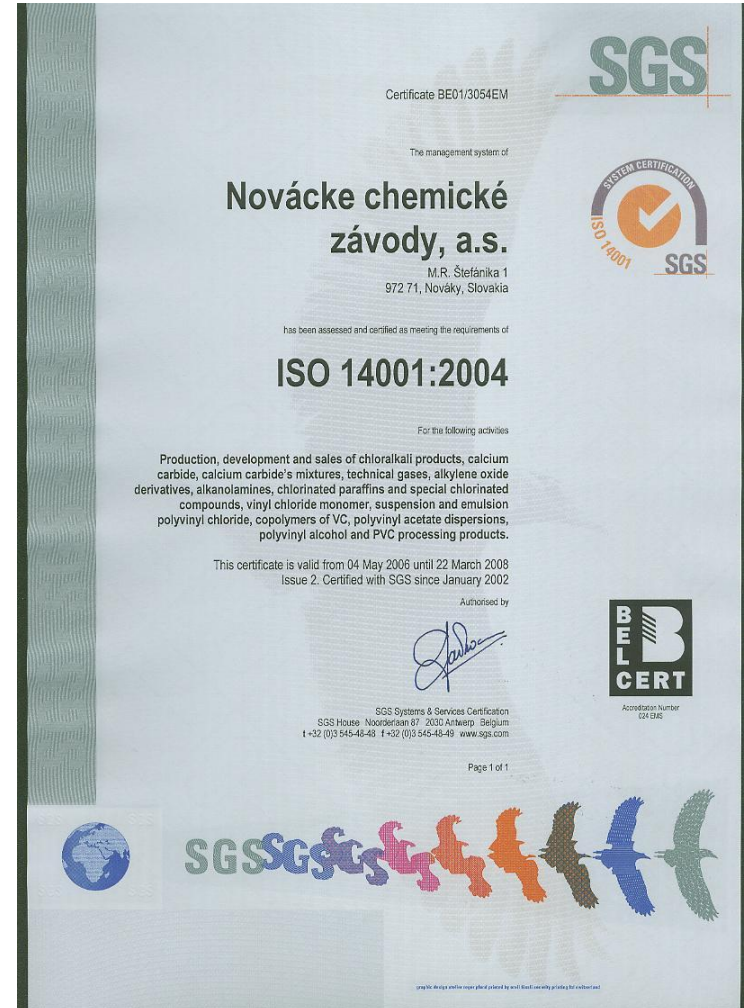 SGS
Certificate BE01/3054EM
The management system of
Novácke chemické
závody, a.s.
M.R. Štefánika 1
972 71, Nováky, Slovakia
SYSTEM CERTIFICATION
ISO 14001
SGS
has been assessed and certified as meeting the requirements of
ISO 14001:2004
For the following activities
Production, development and sales of chloralkali products, calcium
carbide, calcium carbide's mixtures, technical gases, alkylene oxide
derivatives, alkanolamines, chlorinated paraffins and special chlorinated
compounds, vinyl chloride monomer, suspension and emulsion
polyvinyl chloride, copolymers of VC, polyvinyl acetate dispersions,
polyvinyl alcohol and PVC processing products.
This certificate is valid from 04 May 2006 until 22 March 2008
Issue 2. Certified with SGS since January 2002
Authorised by
BEL
CERT
Accreditation Number
024 EMS
SGS Systems & Services Certification
SGS House Noorderlaan 87 2030 Antwerp Belgium
t +32 (0)3 545-48-48 f +32 (0)3 545-48-49 www.sgs.com
Page 1 of 1
SGS SGS SGS